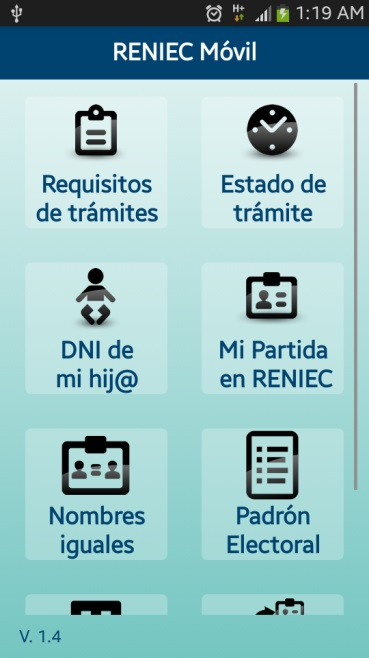 H+
1:19 AM
RENIEC Móvil
Requisitos
de trámites
Estado de
trámite
DNI de
mi hij@
Mi Partida
en RENIEC
Nombres
iguales
Padrón
Electoral
V. 1.4